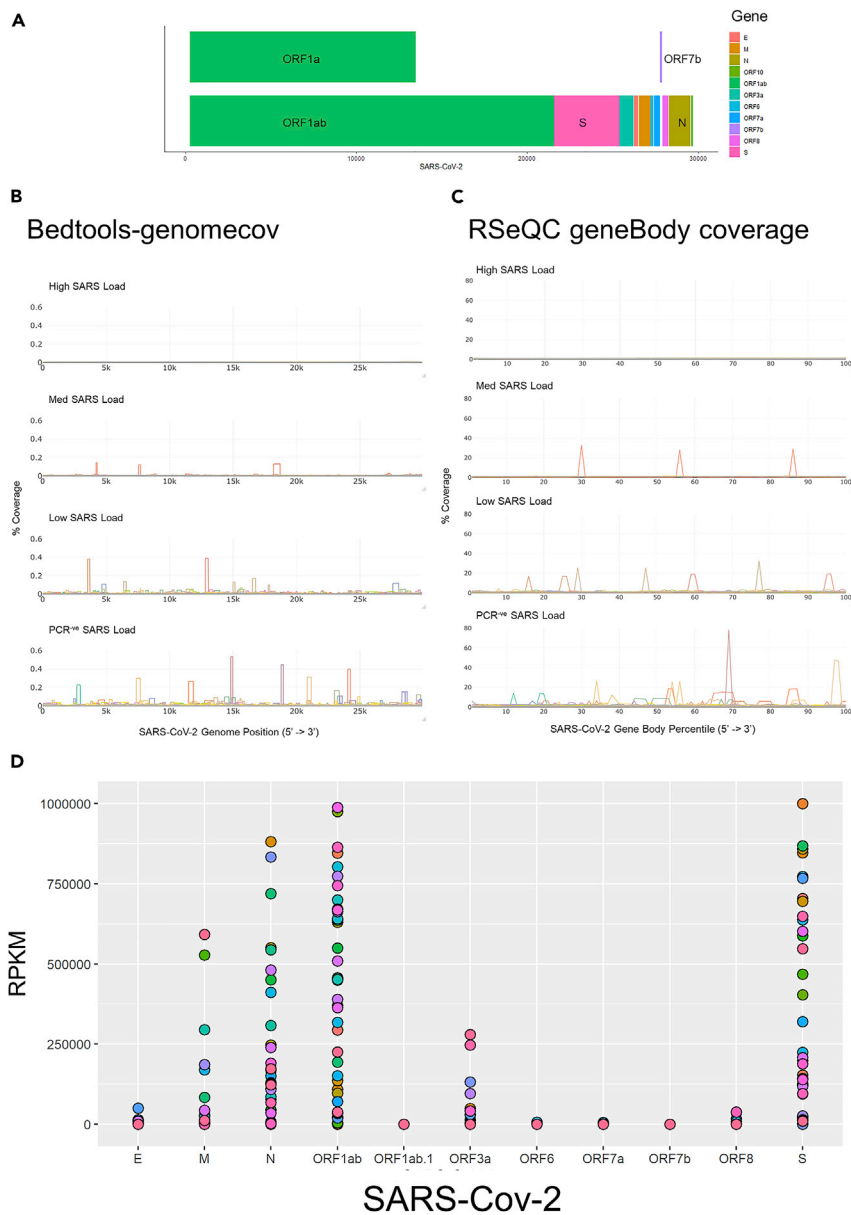 A
Gene
E
M
N
ORF10
ORF1ab
ORF3a
ORF6
ORF7a
ORF7b
ORF8
S
ORF1a
ORF7b
ORF1ab
S
N
0
10000
20000
30000
SARS-CoV-2
B
Bedtools-genomecov
C
RSeQC geneBody coverage
High SARS Load
0.6
0.4
0.2
0
0 5k 10k 15k 20k 25k
Med SARS Load
0.6
0.4
0.2
0
0 5k 10k 15k 20k 25k
Low SARS Load
0.6
0.4
0.2
0
0 5k 10k 15k 20k 25k
PCR-ve SARS Load
0.6
0.4
0.2
0
0 5k 10k 15k 20k 25k
% Coverage
SARS-CoV-2 Genome Position (5' -> 3')
High SARS Load
80
60
40
20
0
10 20 30 40 50 60 70 80 90 100
Med SARS Load
80
60
40
20
0
10 20 30 40 50 60 70 80 90 100
Low SARS Load
80
60
40
20
0
10 20 30 40 50 60 70 80 90 100
PCR-ve SARS Load
80
60
40
20
0
10 20 30 40 50 60 70 80 90 100
% Coverage
SARS-CoV-2 Gene Body Percentile (5' -> 3')
D
1000000
750000
500000
250000
0
RPKM
E M N ORF1ab ORF1ab.1 ORF3a ORF6 ORF7a ORF7b ORF8 S
SARS-Cov-2